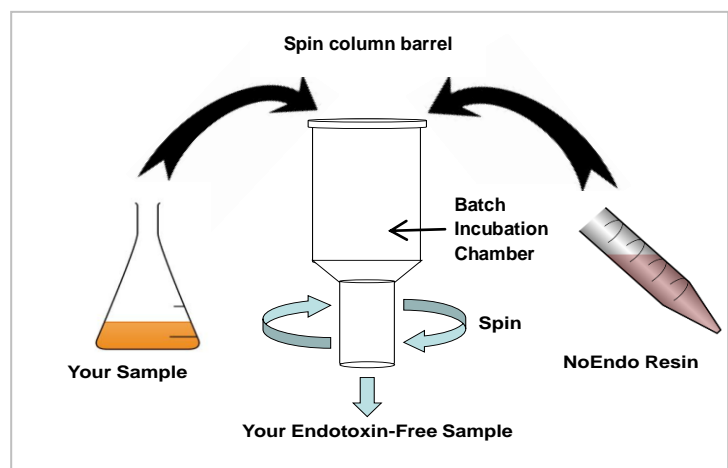 Spin column barrel
Batch
Incubation
Chamber
Spin
Your Sample
NoEndo Resin
Your Endotoxin-Free Sample